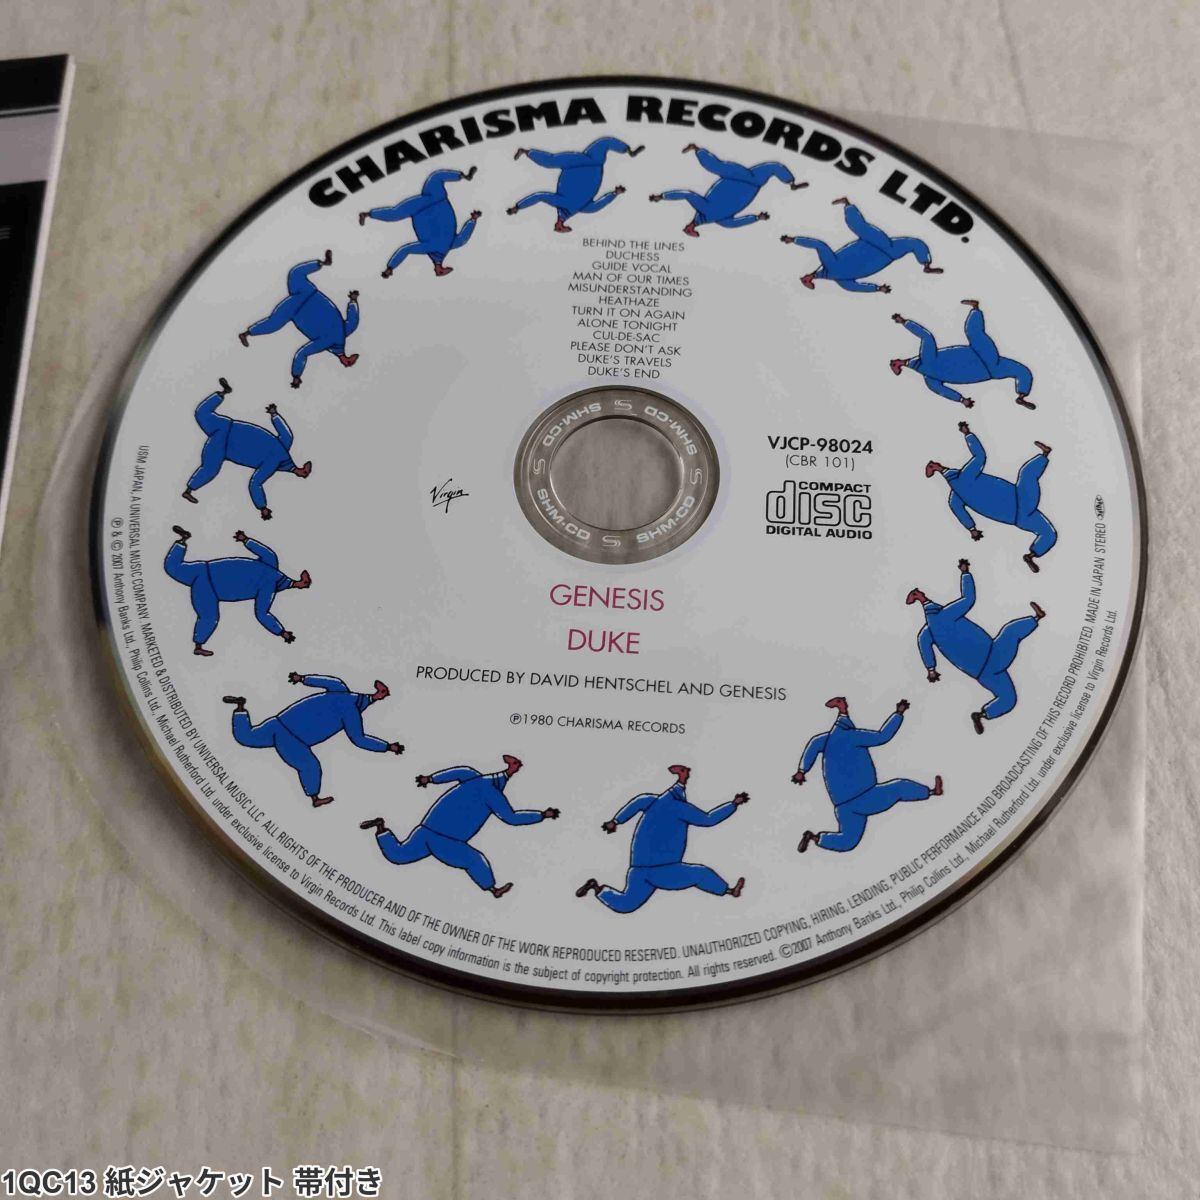 CHARISMA RECORDS LTD.
BEHIND THE LINES
DUCHESS
GUIDE VOCAL
MAN OF OUR TIMES
MISUNDERSTANDING
HEATHAZE
TURN IT ON AGAIN
ALONE TONIGHT
CUL-DE-SAC
PLEASE DON'T ASK
DUKE'S TRAVELS
DUKE'S END
SHM-CD S SHM-CD S SHM-CD S SHM-CD S
Virgin
VJCP-98024
(CBR 101)
COMPACT
disc
DIGITAL AUDIO
GENESIS
DUKE
PRODUCED BY DAVID HENTSCHEL AND GENESIS
℗1980 CHARISMA RECORDS
USM JAPAN, A UNIVERSAL MUSIC COMPANY. MARKETED & DISTRIBUTED BY UNIVERSAL MUSIC LLC. ALL RIGHTS OF THE PRODUCER AND OF THE OWNER OF THE WORK REPRODUCED RESERVED. UNAUTHORIZED COPYING, HIRING, LENDING, PUBLIC PERFORMANCE AND BROADCASTING OF THIS RECORD PROHIBITED. MADE IN JAPAN STEREO
℗ & © 2007 Anthony Banks Ltd., Philip Collins Ltd., Michael Rutherford Ltd. under exclusive license to Virgin Records Ltd. This label copy information is the subject of copyright protection. All rights reserved. ©2007 Anthony Banks Ltd., Philip Collins Ltd., Michael Rutherford Ltd. under exclusive license to Virgin Records Ltd.
1QC13 紙ジャケット 帯付き